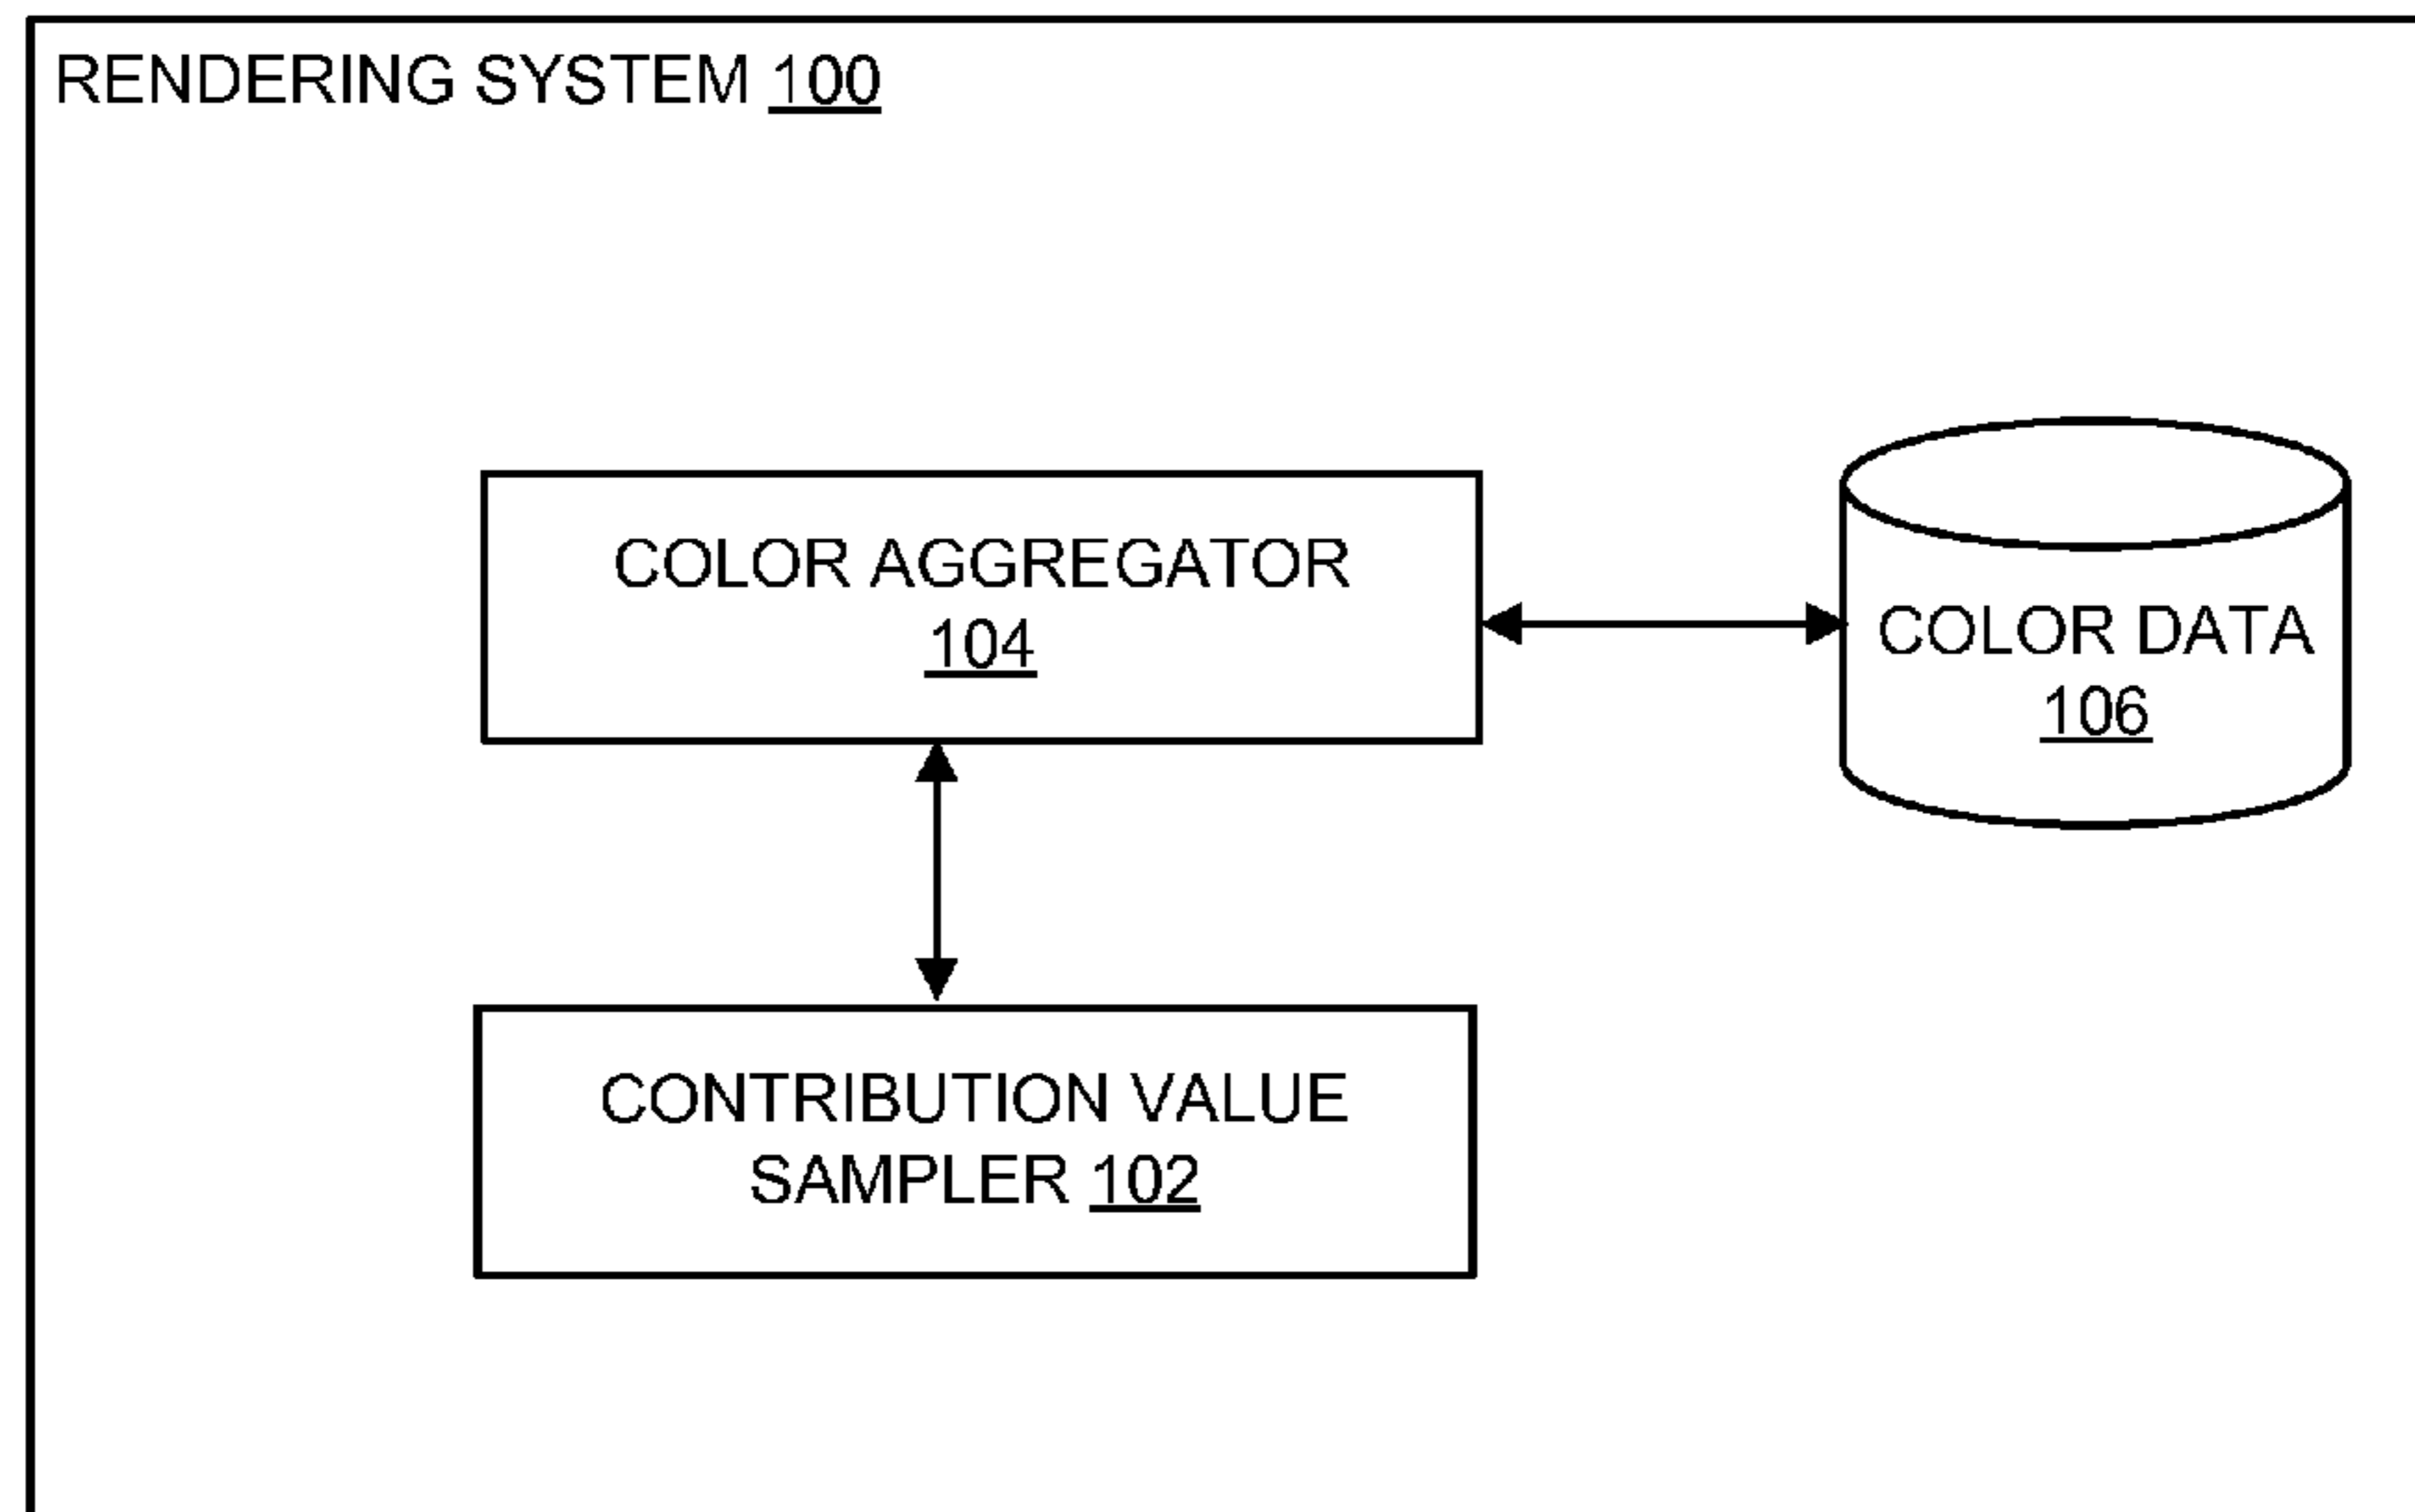 RENDERING SYSTEM 100
COLOR AGGREGATOR
104
COLOR DATA
106
CONTRIBUTION VALUE
SAMPLER 102